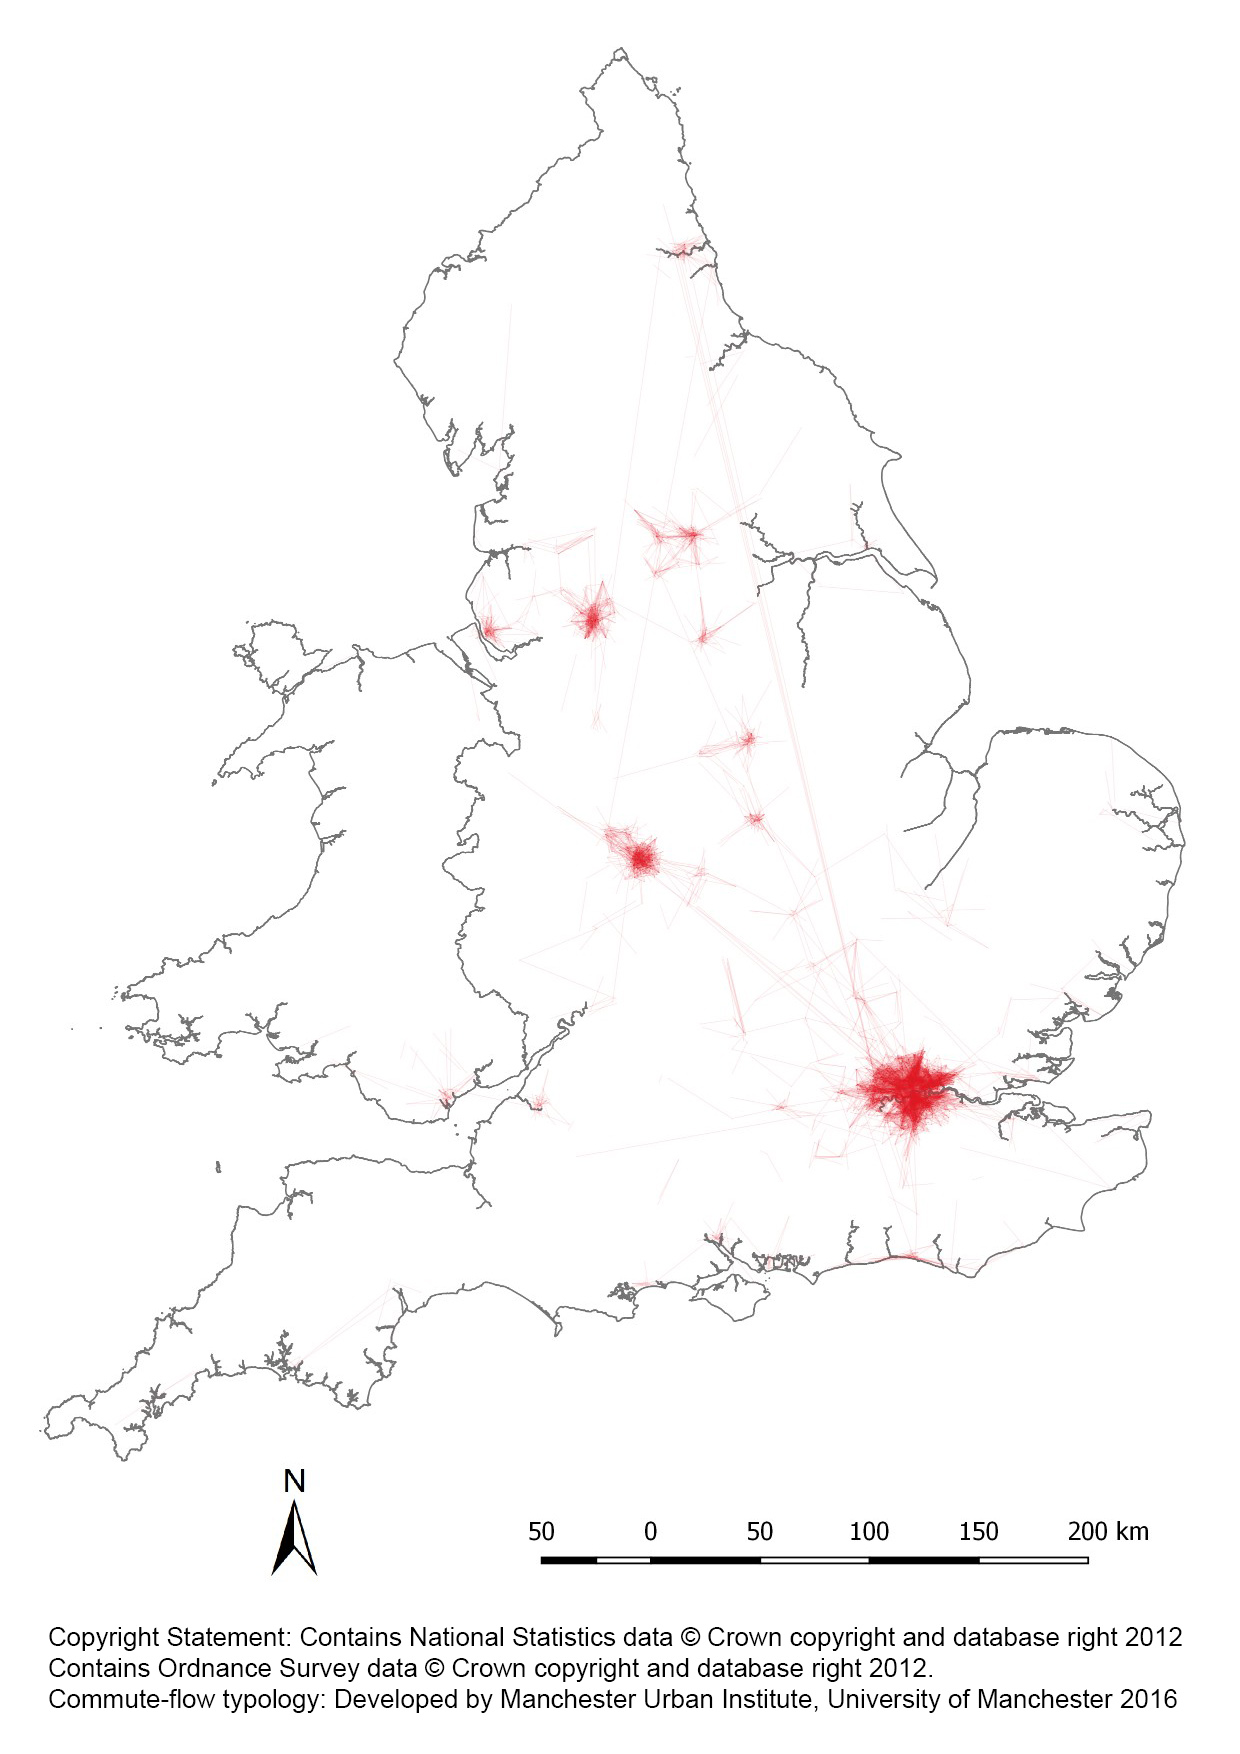 N
50 0 50 100 150 200 km
Copyright Statement: Contains National Statistics data © Crown copyright and database right 2012
Contains Ordnance Survey data © Crown copyright and database right 2012.
Commute-flow typology: Developed by Manchester Urban Institute, University of Manchester 2016